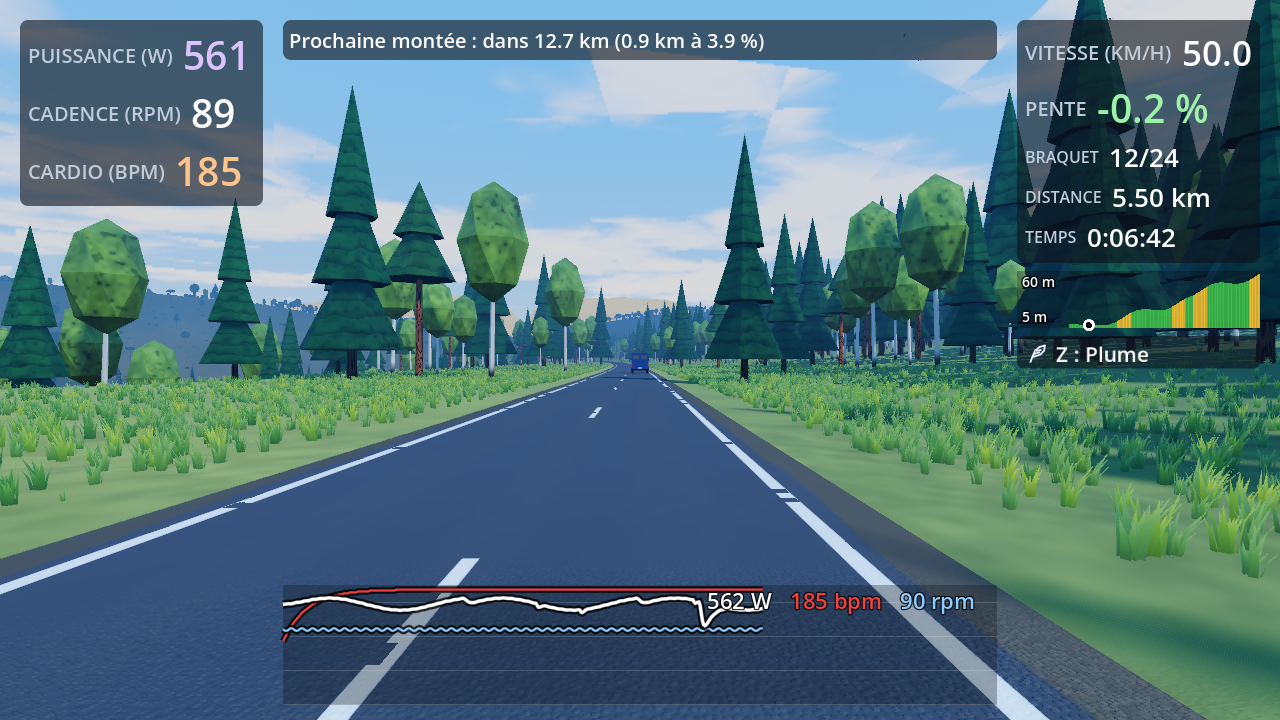 PUISSANCE (W) 561
CADENCE (RPM) 89
CARDIO (BPM) 185
Prochaine montée : dans 12.7 km (0.9 km à 3.9 %)
VITESSE (KM/H) 50.0
PENTE -0.2 %
BRAQUET 12/24
DISTANCE 5.50 km
TEMPS 0:06:42
60 m
5 m
Z : Plume
562 W 185 bpm 90 rpm